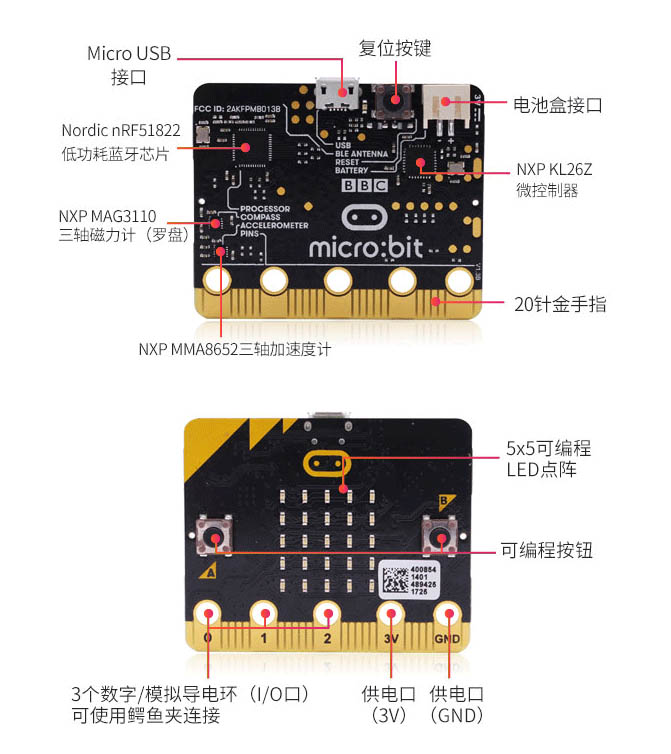 Micro USB
接口
复位按键
电池盒接口
FCC ID: 2AKFPMB013B
3V
Nordic nRF51822
低功耗蓝牙芯片
USB
BLE ANTENNA
RESET
BATTERY
NXP KL26Z
微控制器
BBC
PROCESSOR
COMPASS
ACCELEROMETER
PINS
NXP MAG3110
三轴磁力计（罗盘）
micro:bit
V1.3B
20针金手指
NXP MMA8652三轴加速度计
5x5可编程
LED点阵
B
可编程按钮
A
400854
1401
489425
1725
0
1
2
3V
GND
3个数字/模拟导电环（I/O口）
可使用鳄鱼夹连接
供电口
（3V）
供电口
（GND）